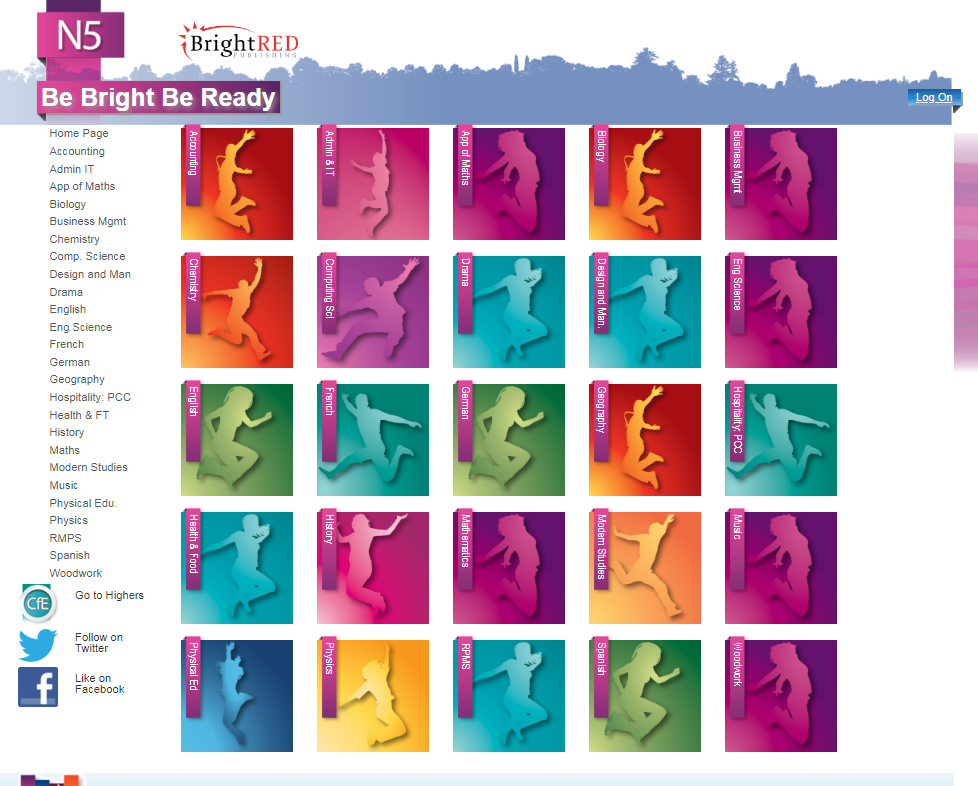 N5
BrightRED
PUBLISHING
Be Bright Be Ready
Log On
Home Page
Accounting
Admin IT
App of Maths
Biology
Business Mgmt
Chemistry
Comp. Science
Design and Man
Drama
English
Eng Science
French
German
Geography
Hospitality: PCC
Health & FT
History
Maths
Modern Studies
Music
Physical Edu.
Physics
RMPS
Spanish
Woodwork
CfE
Go to Highers
Follow on
Twitter
f
Like on
Facebook
Accounting
Admin & IT
App of Maths
Biology
Business Mgmt
Chemistry
Computing Sci
Drama
Design and Man.
Eng Science
English
French
German
Geography
Hospitality: PCC
Health & Food
History
Mathematics
Modern Studies
Music
Physical Ed
Physics
RPMS
Spanish
Woodwork